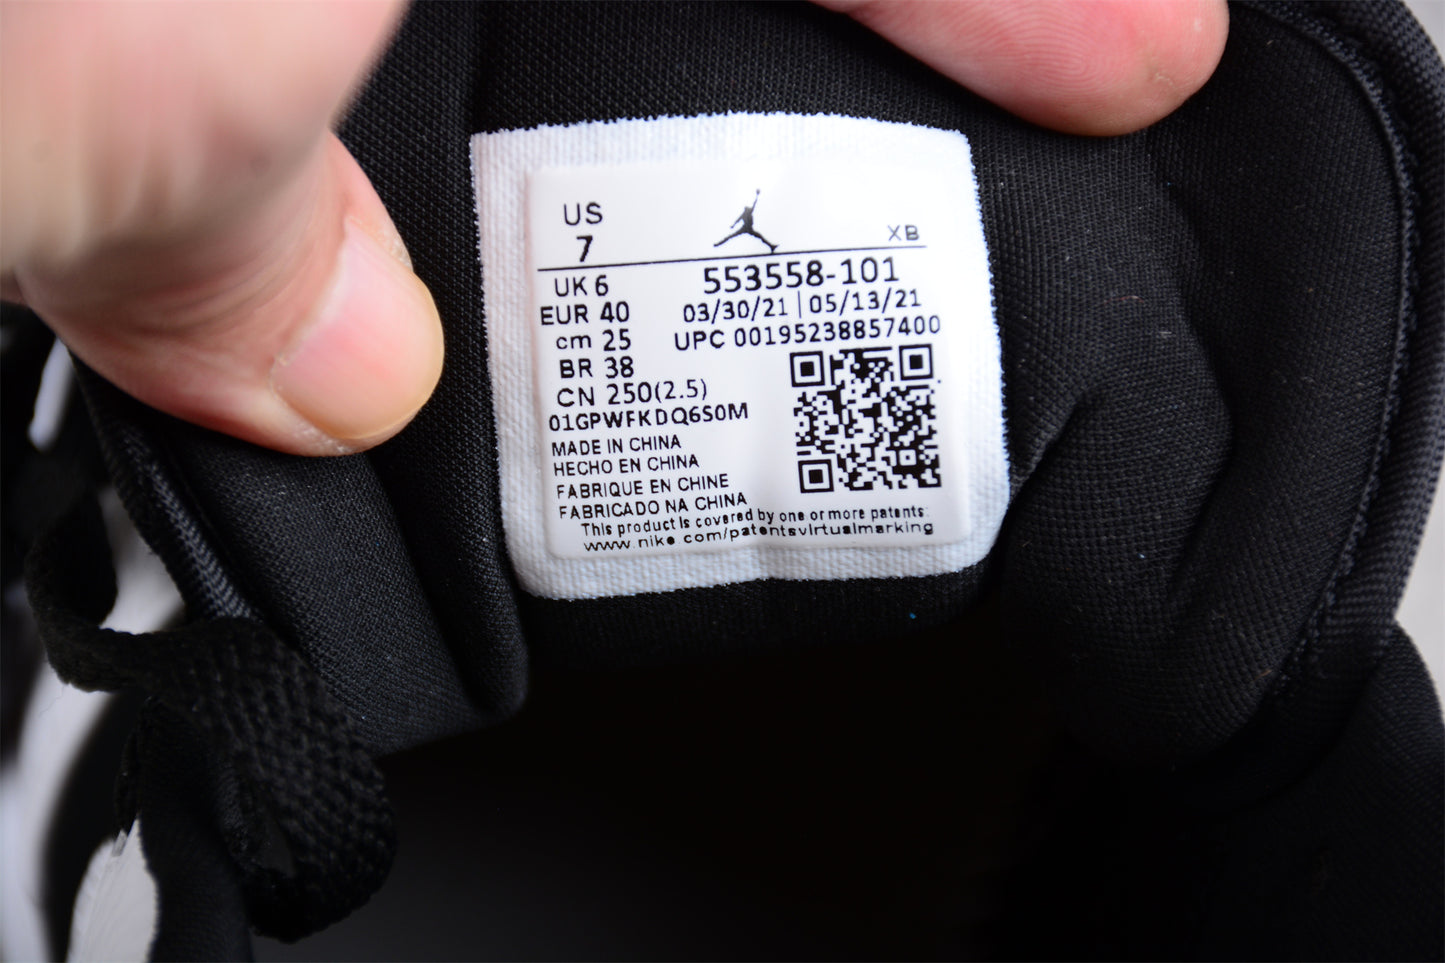 US
7
XB
UK 6
553558-101
EUR 40
03/30/21 | 05/13/21
cm 25
UPC 00195238857400
BR 38
CN 250(2.5)
01GPWFKDQ6S0M
MADE IN CHINA
HECHO EN CHINA
FABRIQUE EN CHINE
FABRICADO NA CHINA
This product is covered by one or more patents:
www.nike.com/patentsvirtualmarking